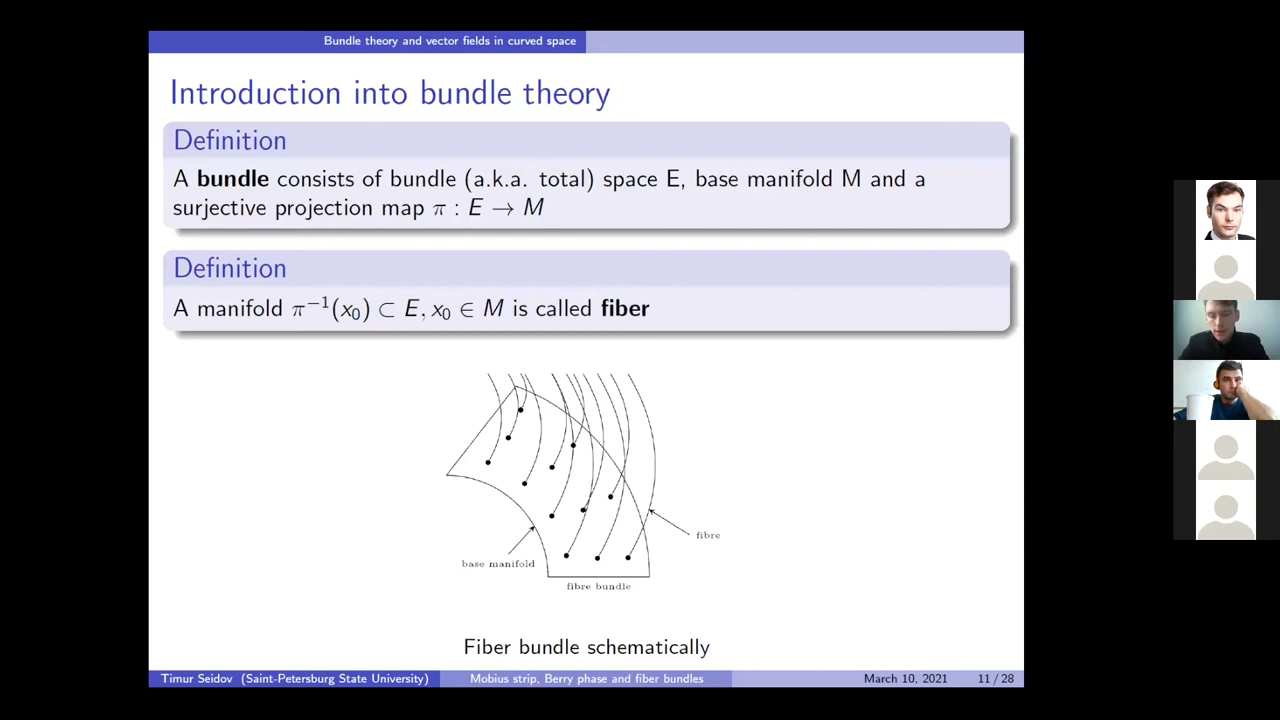 Bundle theory and vector fields in curved space
Introduction into bundle theory
Definition
A bundle consists of bundle (a.k.a. total) space E, base manifold M and a
surjective projection map π : E → M
Definition
A manifold π⁻¹(x₀) ⊂ E, x₀ ∈ M is called fiber
fibre
base manifold
fibre bundle
Fiber bundle schematically
Timur Seidov (Saint-Petersburg State University) Mobius strip, Berry phase and fiber bundles March 10, 2021 11 / 28